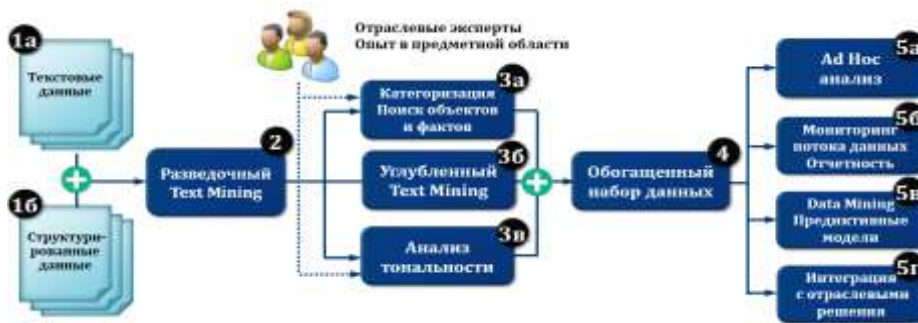 1а
Текстовые
данные
1б
Структури-
рованные
данные
2
Разведочный
Text Mining
Отраслевые эксперты
Опыт в предметной области
3а
Категоризация
Поиск объектов
и фактов
3б
Углубленный
Text Mining
3в
Анализ
тональности
4
Обогащенный
набор данных
5а
Ad Hoc
анализ
5б
Мониторинг
потока данных
Отчетность
5в
Data Mining
Предиктивные
модели
5г
Интеграция
с отраслевыми
решения